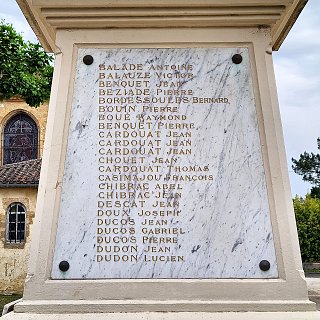 BALADE ANTOINE
BALAUZE VICTOR
BENQUET JEAN
BEZIADE PIERRE
BORDESSOULES BERNARD
BOUIN PIERRE
BOUÉ RAYMOND
BENQUET PIERRE
CARDOUAT JEAN
CARDOUAT JEAN
CARDOUAT JEAN
CHOUET JEAN
CARDOUAT THOMAS
CASIMAJOU FRANÇOIS
CHIBRAC ABEL
CHIBRAC JEAN
DESCAT JEAN
DOUX JOSEPH
DUCOS JEAN
DUCOS GABRIEL
DUCOS PIERRE
DUDON JEAN
DUDON LUCIEN